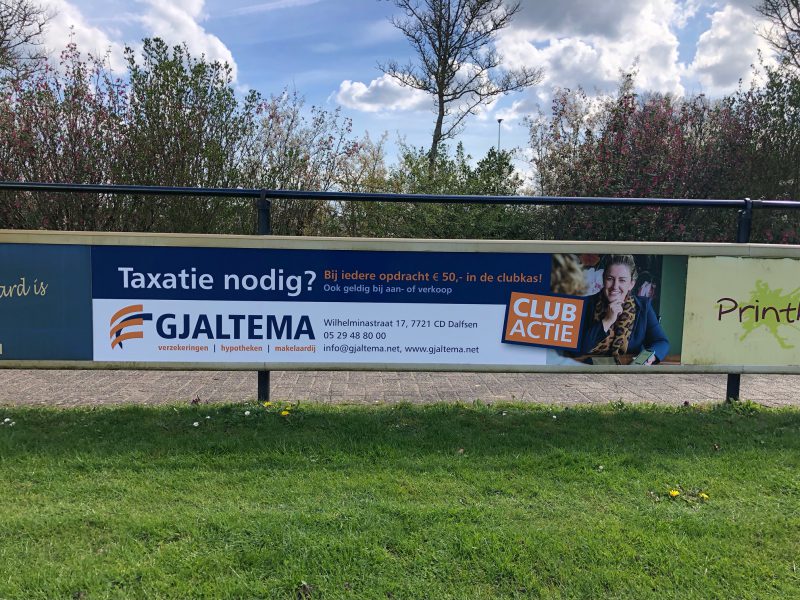 ard is
Taxatie nodig?
Bij iedere opdracht € 50,- in de clubkas!
Ook geldig bij aan- of verkoop
GJALTEMA
verzekeringen | hypotheken | makelaardij
Wilhelminastraat 17, 7721 CD Dalfsen
05 29 48 80 00
info@gjaltema.net, www.gjaltema.net
CLUB
ACTIE
Printh